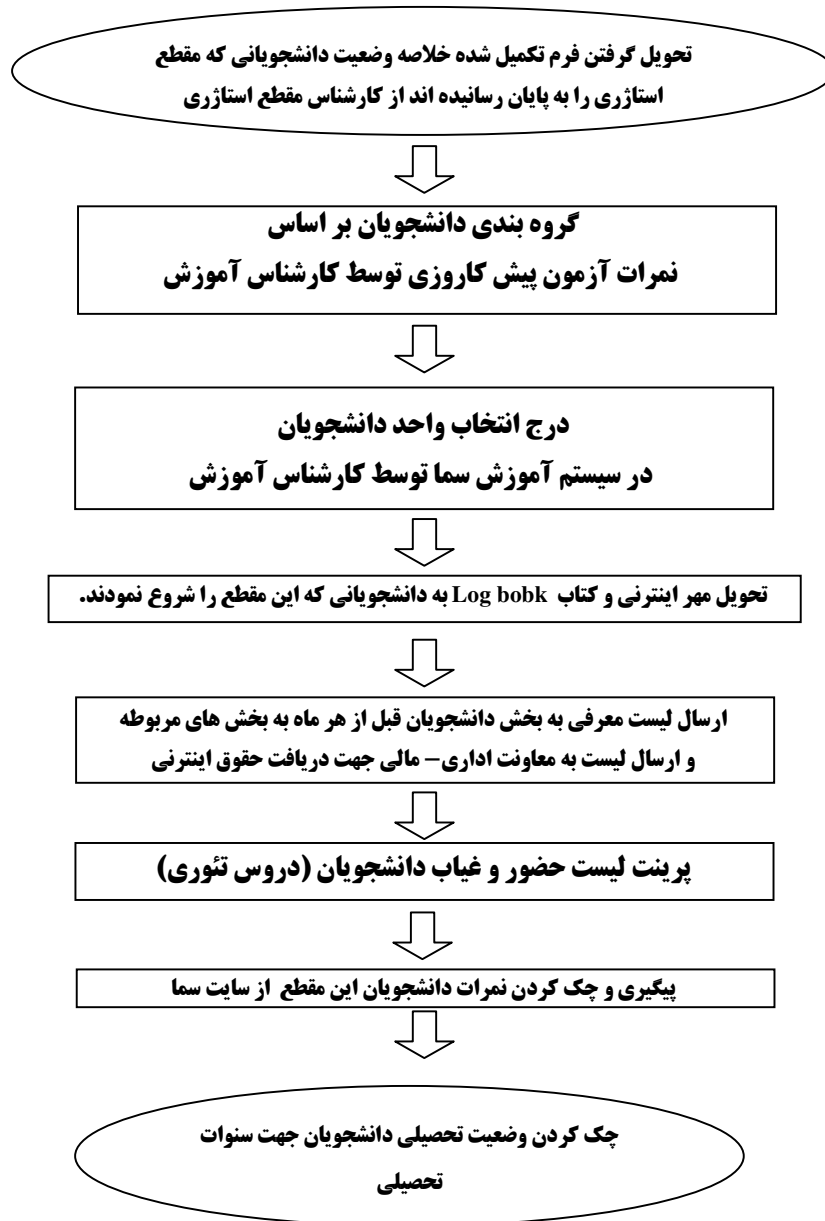 تحویل گرفتن فرم تکمیل شده خلاصه وضعیت دانشجویانی که مقطع
استاژری را به پایان رسانیده اند از کارشناس مقطع استاژری
گروه بندی دانشجویان بر اساس
نمرات آزمون پیش کاروزی توسط کارشناس آموزش
درج انتخاب واحد دانشجویان
در سیستم آموزش سما توسط کارشناس آموزش
تحویل مهر اینترنی و کتاب Log bobk به دانشجویانی که این مقطع را شروع نمودند.
ارسال لیست معرفی به بخش دانشجویان قبل از هر ماه به بخش های مربوطه
و ارسال لیست به معاونت اداری– مالی جهت دریافت حقوق اینترنی
پرینت لیست حضور و غیاب دانشجویان (دروس تئوری)
پیگیری و چک کردن نمرات دانشجویان این مقطع از سایت سما
چک کردن وضعیت تحصیلی دانشجویان جهت سنوات
تحصیلی